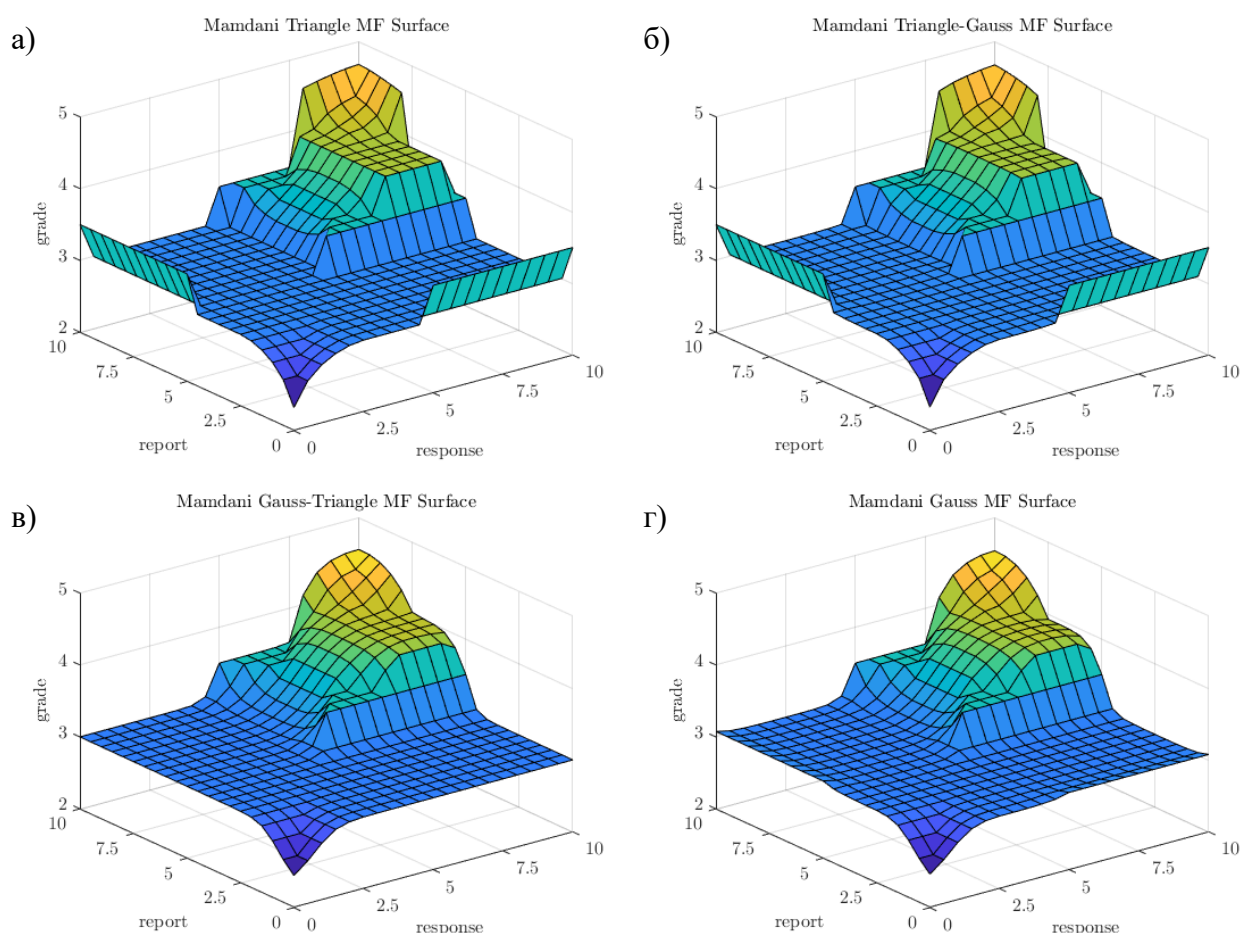 а)
Mamdani Triangle MF Surface
5
4
3
2
grade
10
7.5
5
2.5
0
report
0
2.5
5
7.5
10
response
б)
Mamdani Triangle-Gauss MF Surface
5
4
3
2
grade
10
7.5
5
2.5
0
report
0
2.5
5
7.5
10
response
в)
Mamdani Gauss-Triangle MF Surface
5
4
3
2
grade
10
7.5
5
2.5
0
report
0
2.5
5
7.5
10
response
г)
Mamdani Gauss MF Surface
5
4
3
2
grade
10
7.5
5
2.5
0
report
0
2.5
5
7.5
10
response